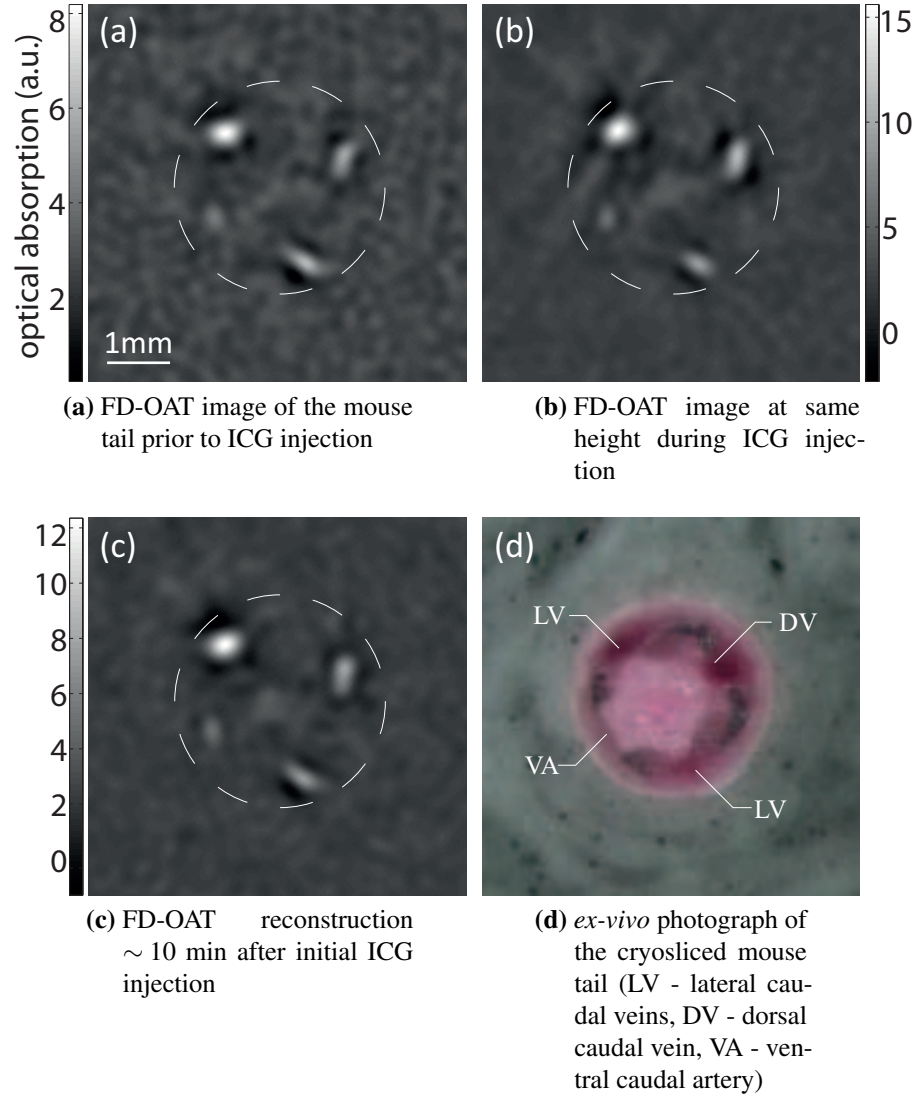 optical absorption (a.u.)
8
6
4
2
(a)
1mm
(b)
15
10
5
0
(a) FD-OAT image of the mouse
tail prior to ICG injection
(b) FD-OAT image at same
height during ICG injec-
tion
12
10
8
6
4
2
0
(c)
(d)
LV
DV
VA
LV
(c) FD-OAT reconstruction
∼ 10 min after initial ICG
injection
(d) ex-vivo photograph of
the cryosliced mouse
tail (LV - lateral cau-
dal veins, DV - dorsal
caudal vein, VA - ven-
tral caudal artery)